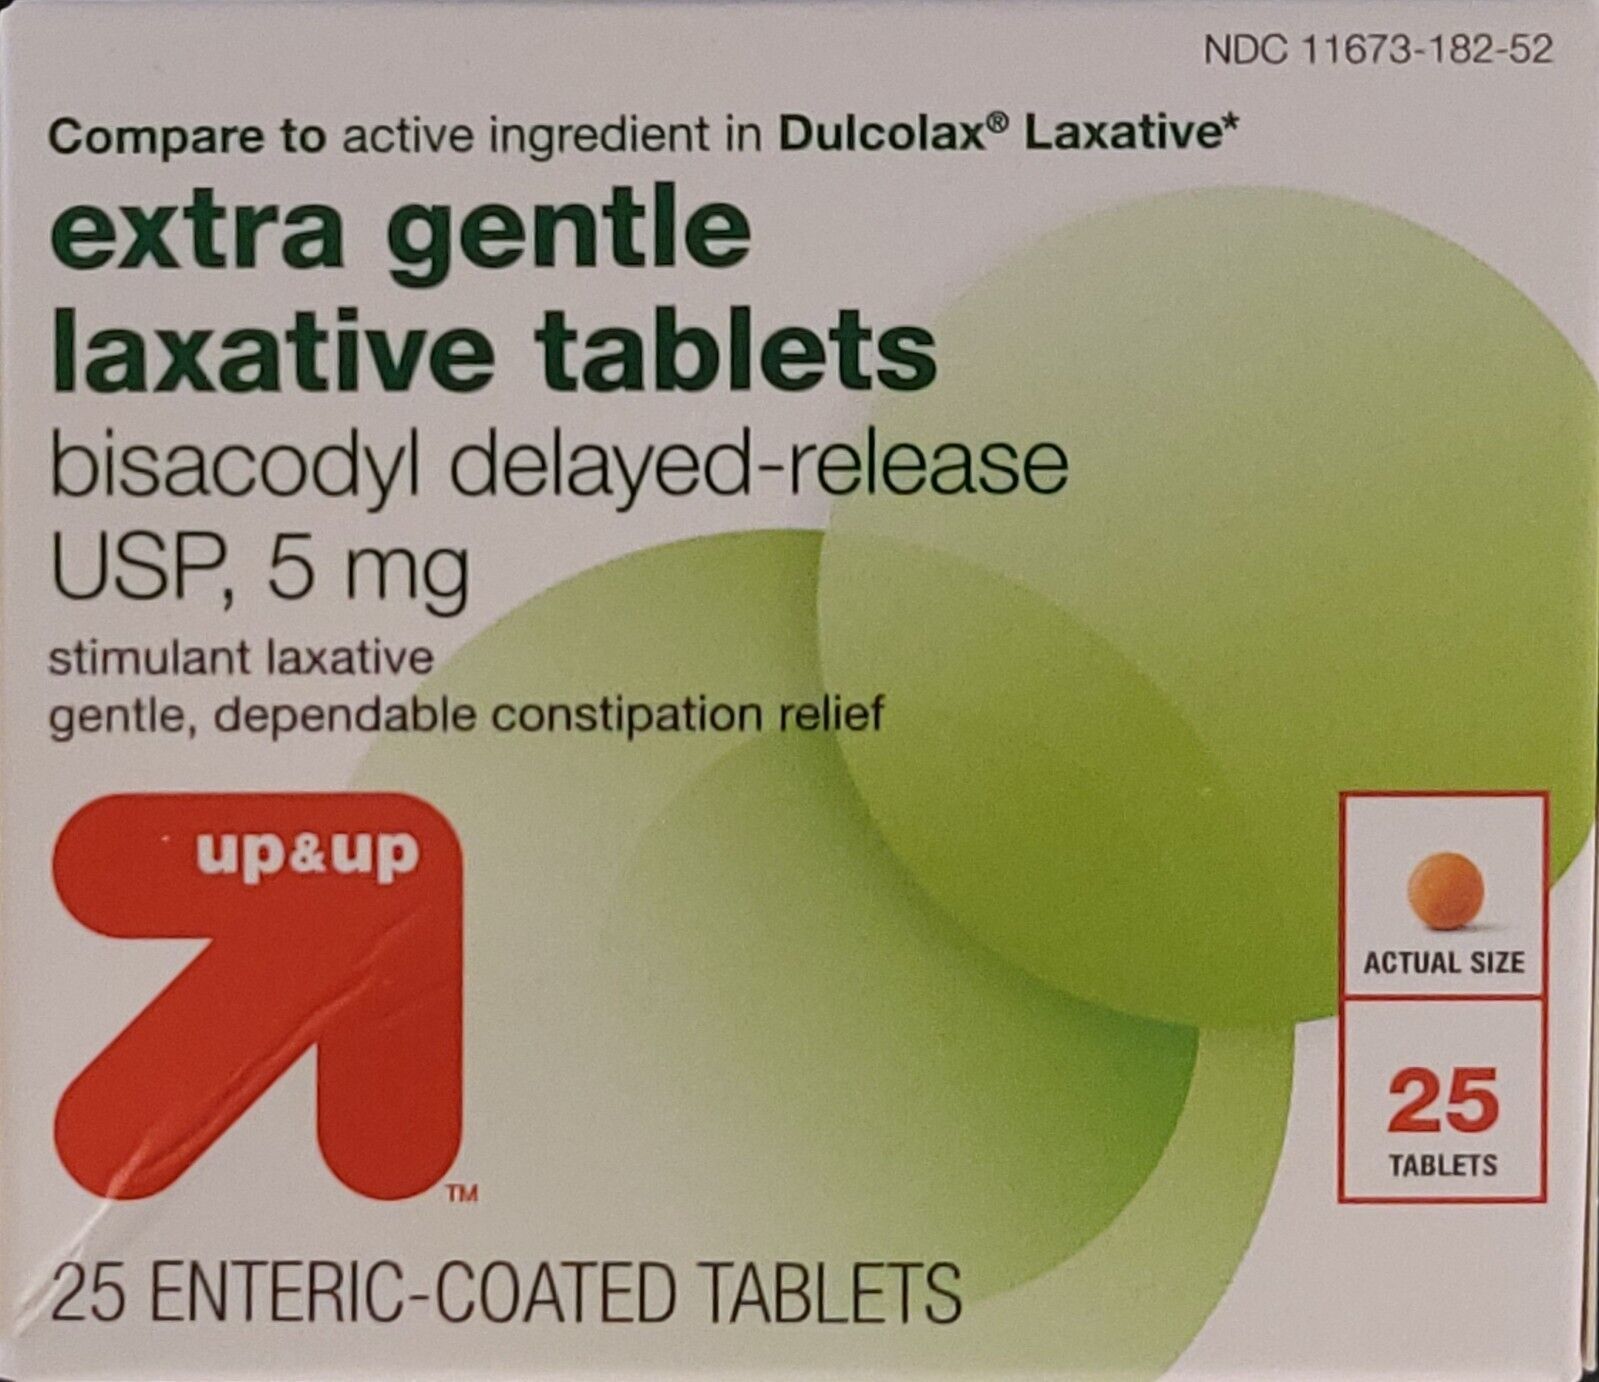 NDC 11673-182-52
Compare to active ingredient in Dulcolax® Laxative*
extra gentle
laxative tablets
bisacodyl delayed-release
USP, 5 mg
stimulant laxative
gentle, dependable constipation relief
up&up
TM
ACTUAL SIZE
25
TABLETS
25 ENTERIC-COATED TABLETS